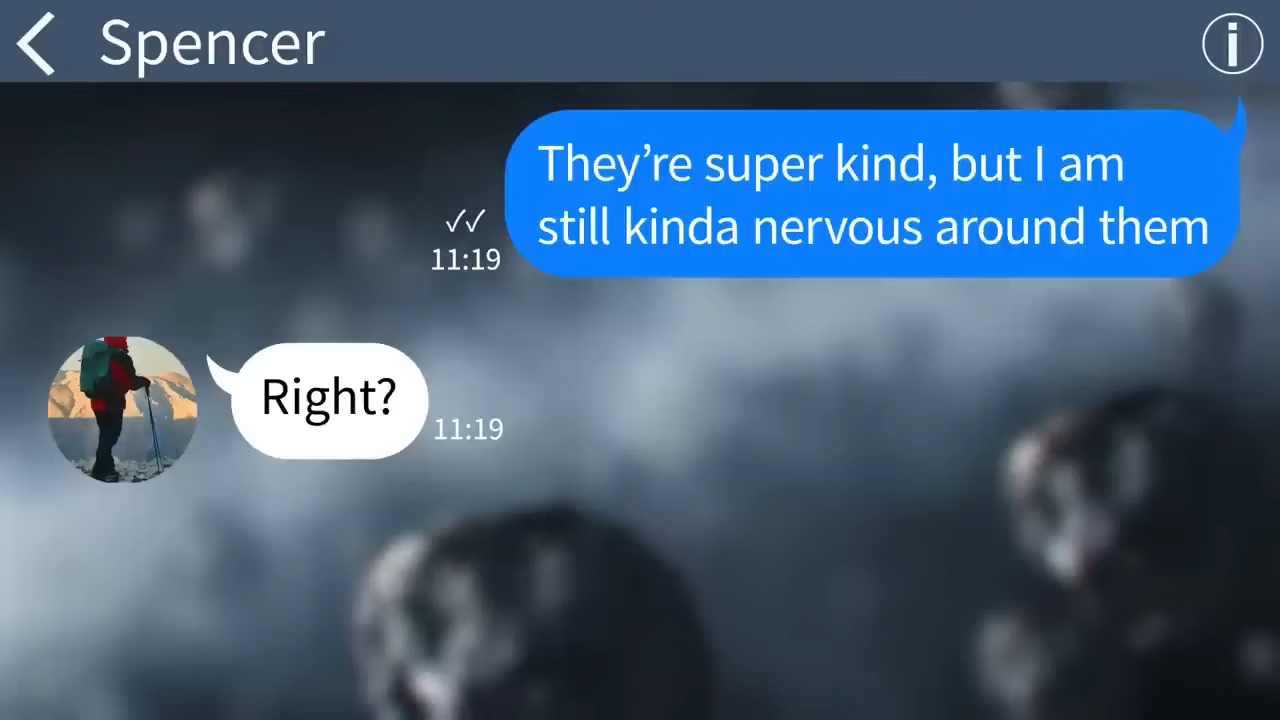 Spencer
They’re super kind, but I am
still kinda nervous around them
✓✓
11:19
Right?
11:19